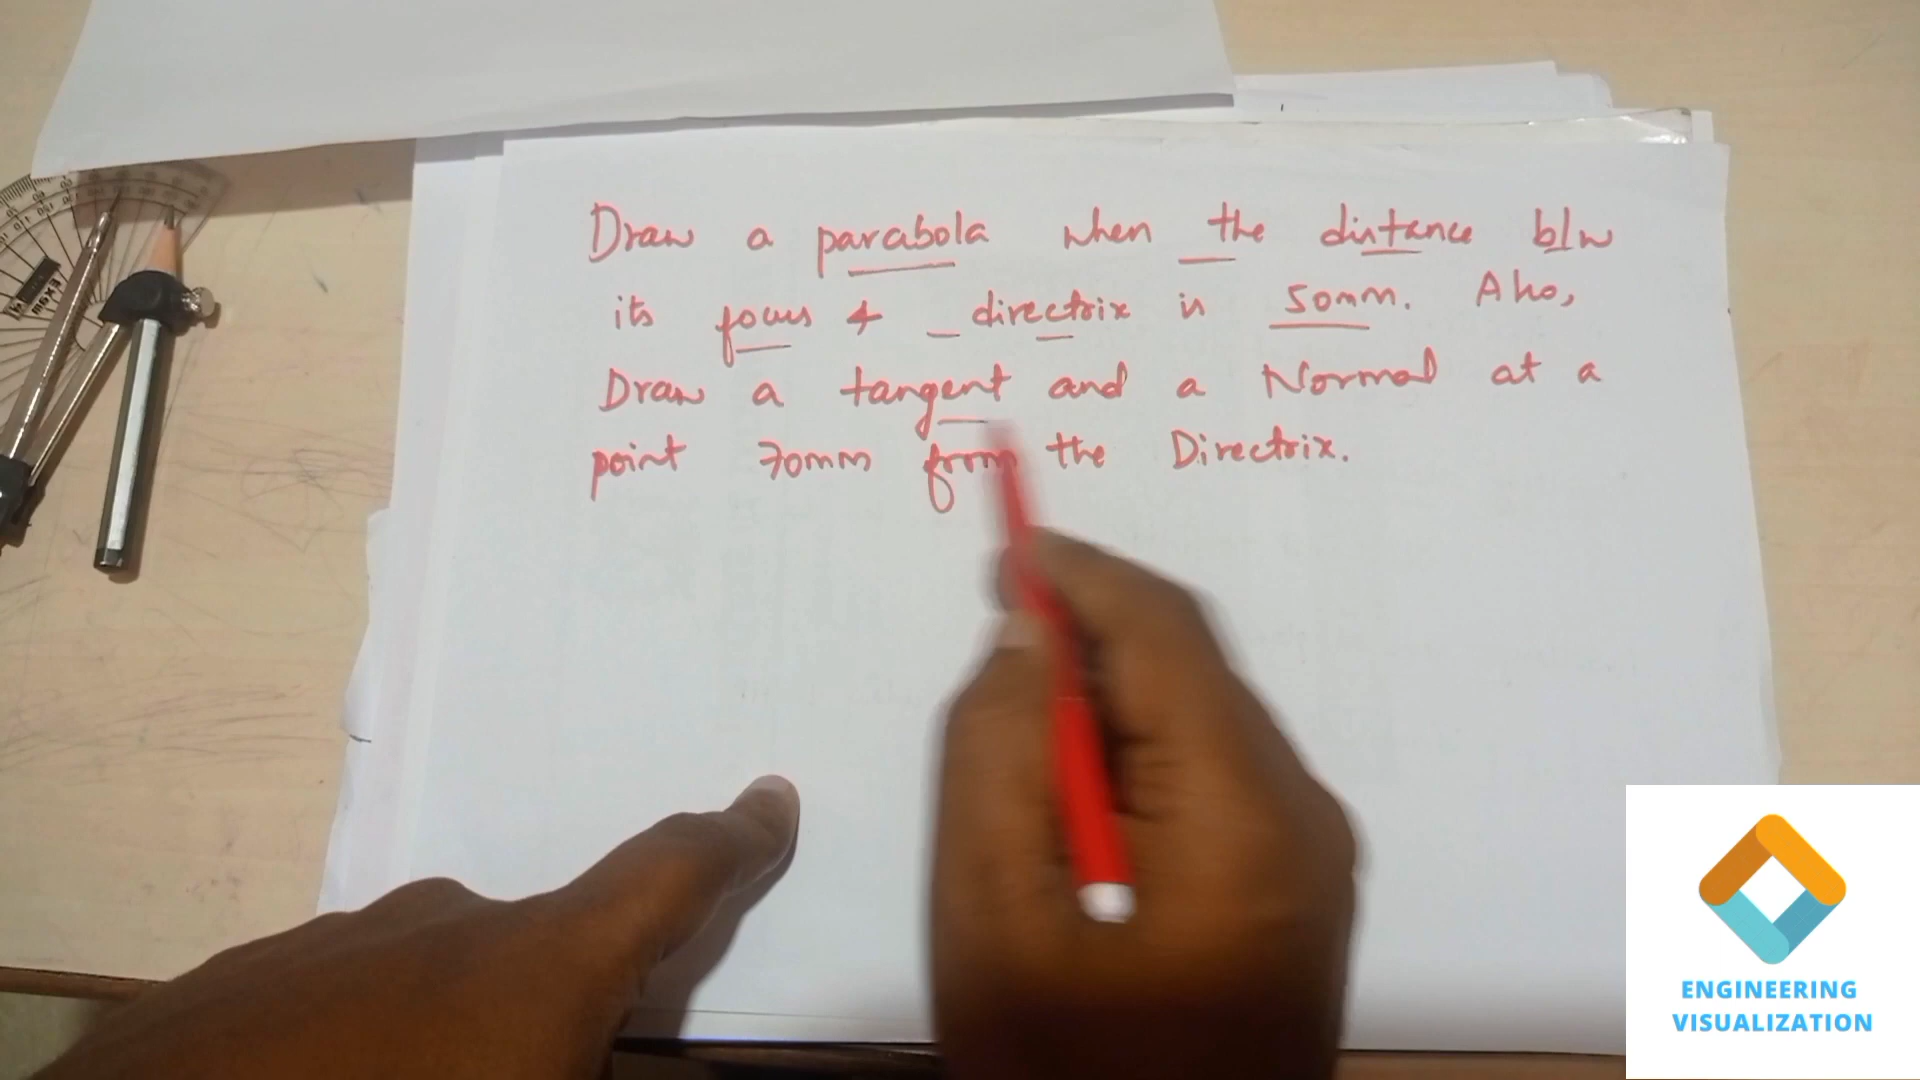 Draw a parabola when the distance b/w
its focus & directrix is 50mm. Also,
Draw a tangent and a Normal at a
point 70mm from the Directrix.
ENGINEERING
VISUALIZATION